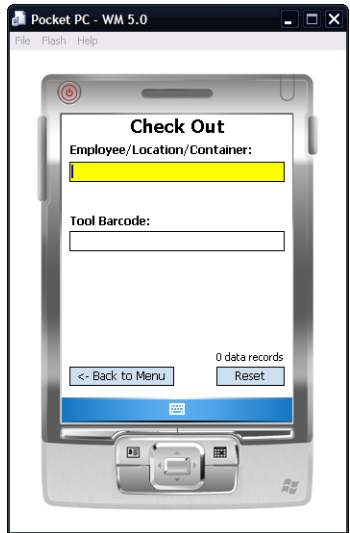 Pocket PC - WM 5.0
File Flash Help
Check Out
Employee/Location/Container:
Tool Barcode:
0 data records
<- Back to Menu Reset